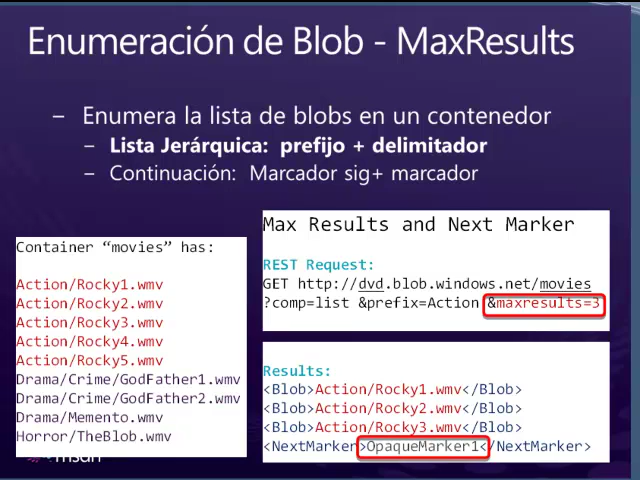 Enumeración de Blob - MaxResults
– Enumera la lista de blobs en un contenedor
– Lista Jerárquica: prefijo + delimitador
– Continuación: Marcador sig+ marcador
Container “movies” has:
Action/Rocky1.wmv
Action/Rocky2.wmv
Action/Rocky3.wmv
Action/Rocky4.wmv
Action/Rocky5.wmv
Drama/Crime/GodFather1.wmv
Drama/Crime/GodFather2.wmv
Drama/Memento.wmv
Horror/TheBlob.wmv
msdn
Max Results and Next Marker
REST Request:
GET http://dvd.blob.windows.net/movies
?comp=list &prefix=Action &maxresults=3
Results:
<Blob>Action/Rocky1.wmv</Blob>
<Blob>Action/Rocky2.wmv</Blob>
<Blob>Action/Rocky3.wmv</Blob>
<NextMarker>OpaqueMarker1</NextMarker>